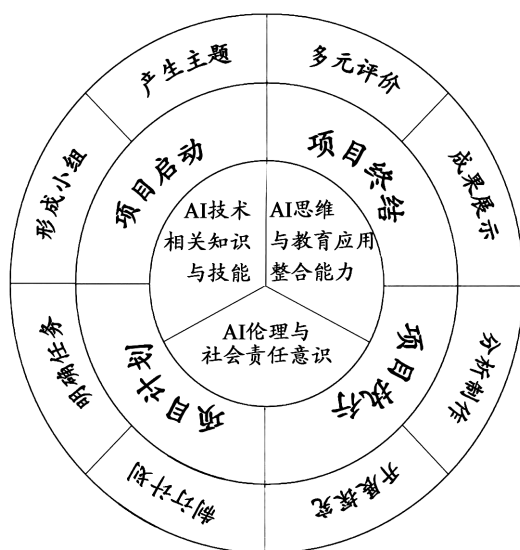 产生主题
多元评价
形成小组
成果展示
项目启动
项目终结
AI技术
相关知识
与技能
AI思维
与教育应用
整合能力
AI伦理与
社会责任意识
项目计划
项目执行
明确任务
分析制作
制订计划
开展探究